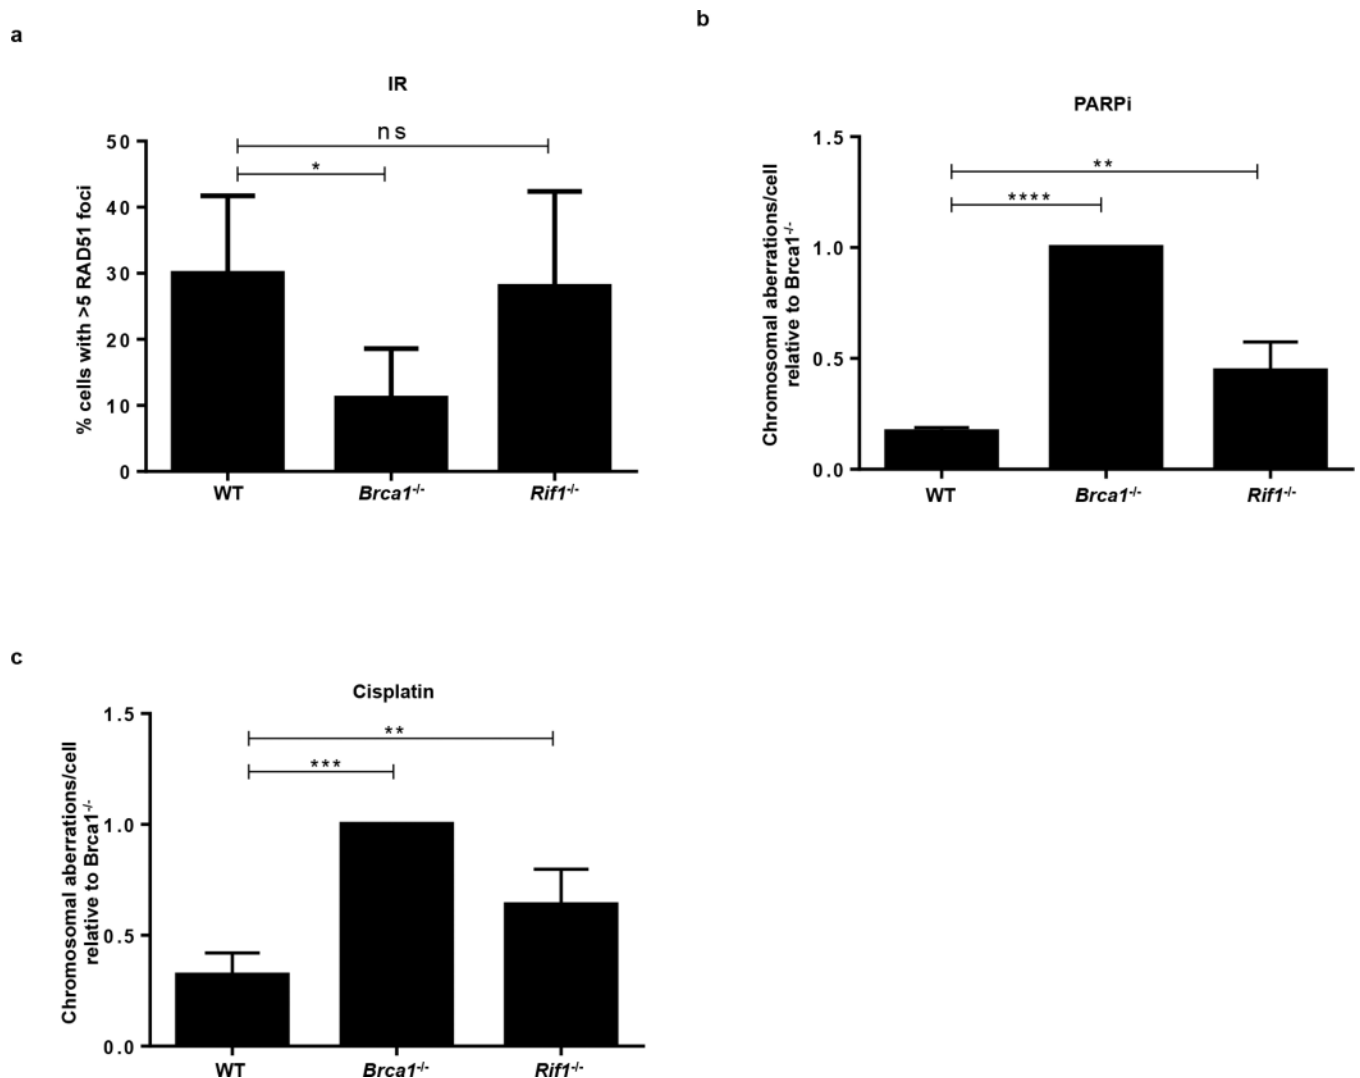 a
IR
ns
*
50
40
30
20
10
0
% cells with >5 RAD51 foci
WT Brca1-/- Rif1-/-
b
PARPi
**
****
1.5
1.0
0.5
0.0
Chromosomal aberrations/cell
relative to Brca1-/-
WT Brca1-/- Rif1-/-
c
Cisplatin
**
***
1.5
1.0
0.5
0.0
Chromosomal aberrations/cell
relative to Brca1-/-
WT Brca1-/- Rif1-/-